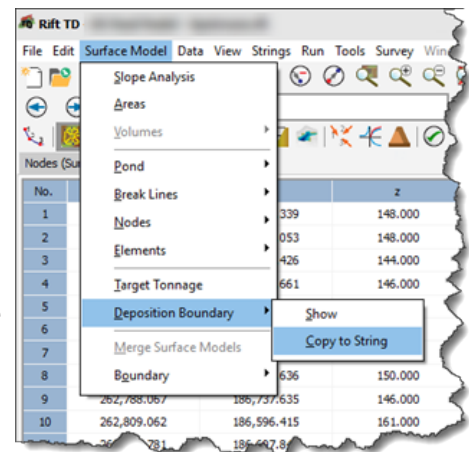 Rift TD
File Edit Surface Model Data View Strings Run Tools Survey
Slope Analysis
Areas
Volumes
Nodes
Pond
Break Lines
Nodes
Elements
Target Tonnage
Deposition Boundary
Show
Copy to String
Merge Surface Models
Boundary
No. z
1 339 148.000
2 053 148.000
3 426 144.000
4 661 146.000
5
6
7
8 636 150.000
9 262,788.067 186,737.635 146.000
10 262,809.062 186,596.415 161.000